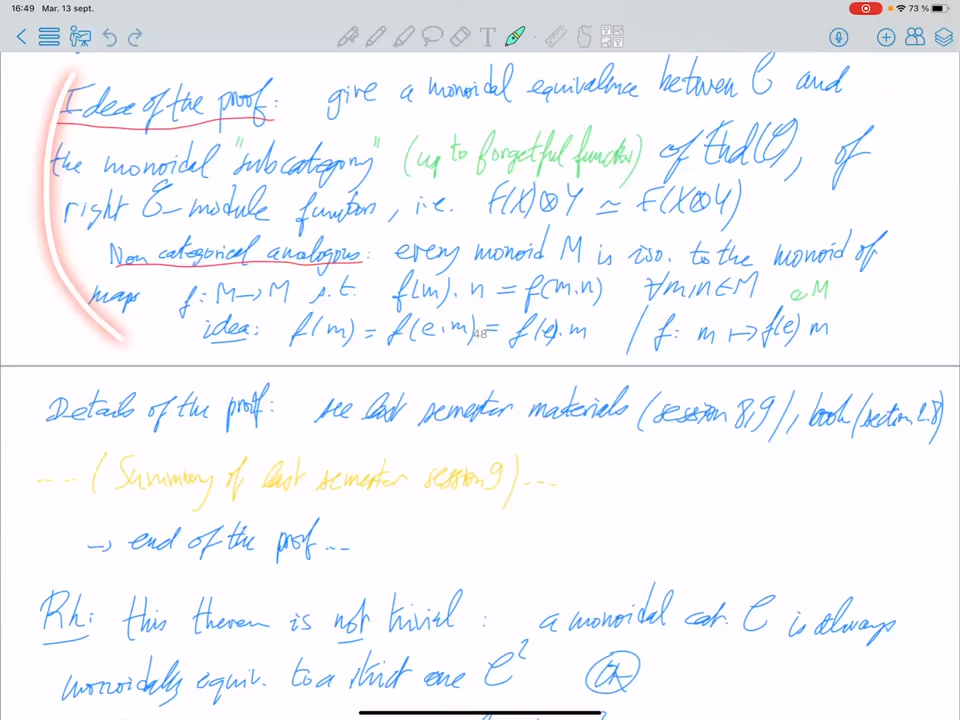 16:49 Mar. 13 sept. 73 %
Idea of the proof: give a monoidal equivalence between C and
the monoidal "subcategory" (up to forgetful functor) of End(C), of
right C-module functors, i.e. F(X)⊗Y ≃ F(X⊗Y)
Non categorical analogous: every monoid M is iso. to the monoid of
maps f: M → M s.t. f(m).n = f(m.n) ∀m,n∈M e∈M
idea: f(m) = f(e.m) = f(e).m / f: m ↦ f(e) m
48
Details of the proof: see last semester materials (session 8,9), book (section 2.8)
... (Summary of last semester session 9) ...
→ end of the proof...
Rk: this theorem is not trivial: a monoidal cat. C is always
monoidally equiv. to a strict one C²